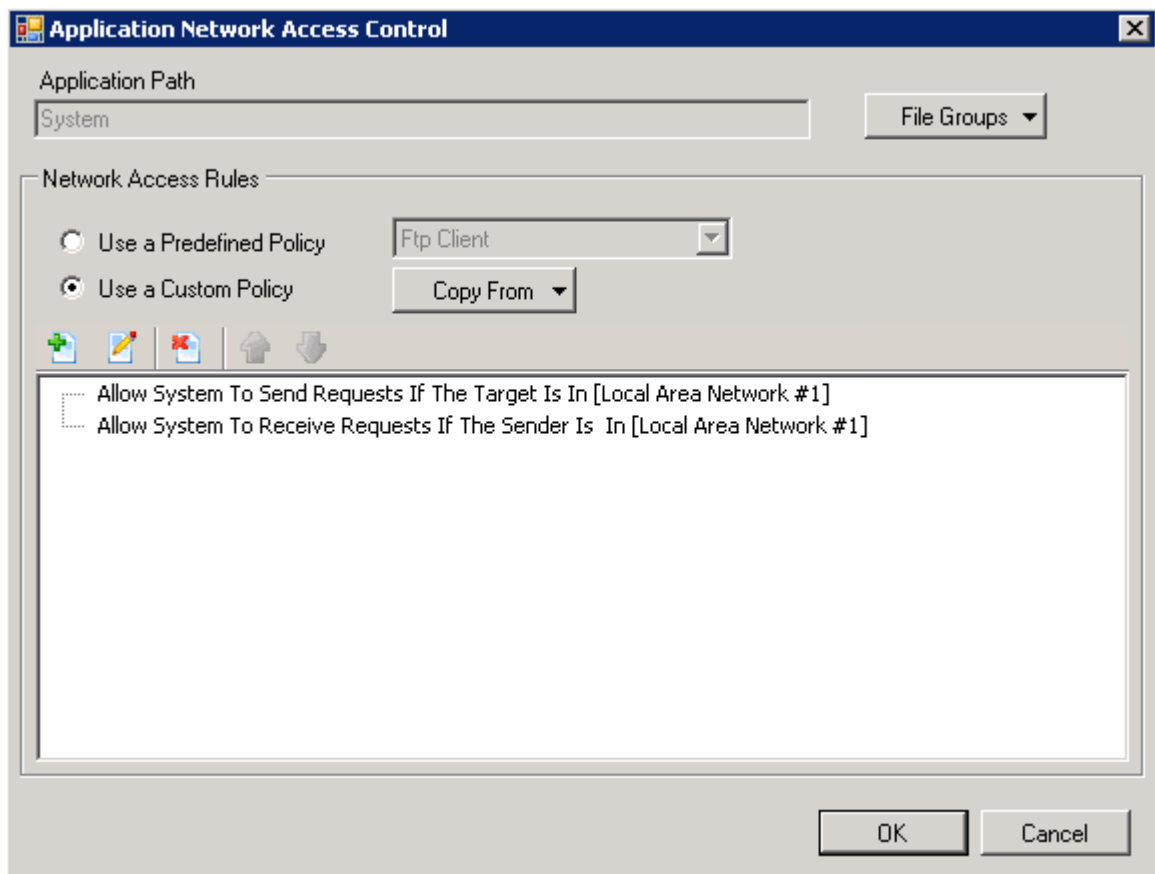 Application Network Access Control
Application Path
System
File Groups
Network Access Rules
Use a Predefined Policy
Ftp Client
Use a Custom Policy
Copy From
Allow System To Send Requests If The Target Is In [Local Area Network #1]
Allow System To Receive Requests If The Sender Is  In [Local Area Network #1]
OK
Cancel